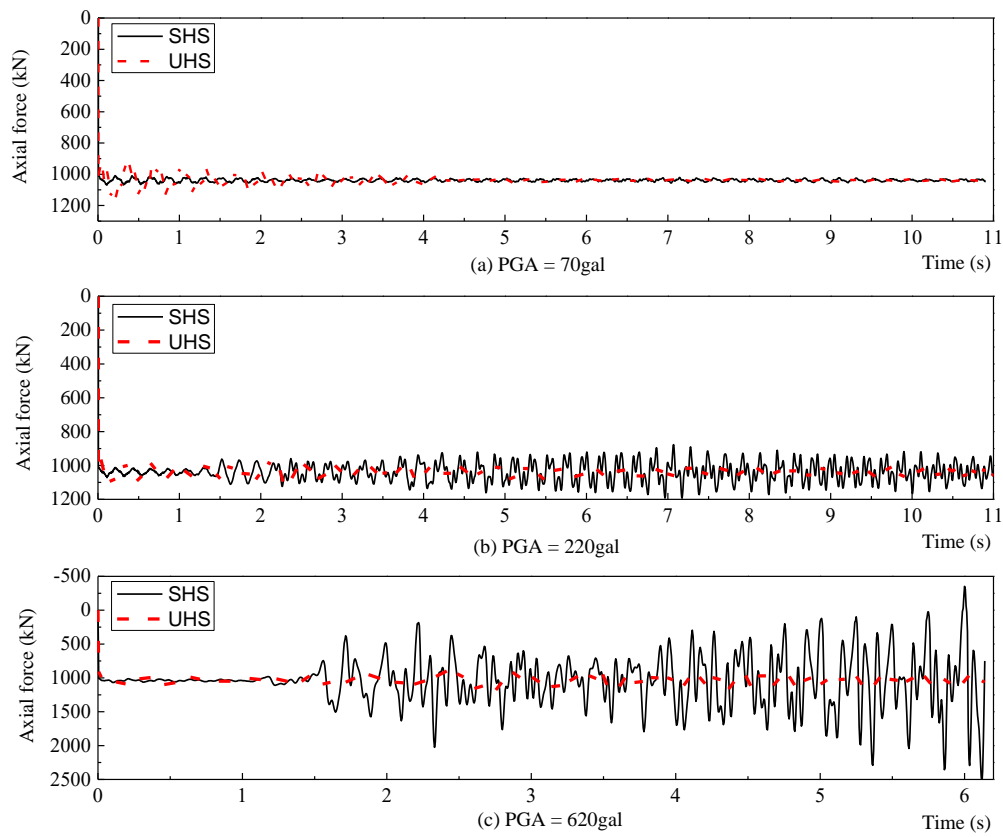 0
200
400
600
800
1000
1200
Axial force (kN)
SHS
UHS
0 1 2 3 4 5 6 7 8 9 10 11
(a) PGA = 70gal
Time (s)
0
200
400
600
800
1000
1200
Axial force (kN)
SHS
UHS
0 1 2 3 4 5 6 7 8 9 10 11
(b) PGA = 220gal
Time (s)
-500
0
500
1000
1500
2000
2500
Axial force (kN)
SHS
UHS
0 1 2 3 4 5 6
(c) PGA = 620gal
Time (s)